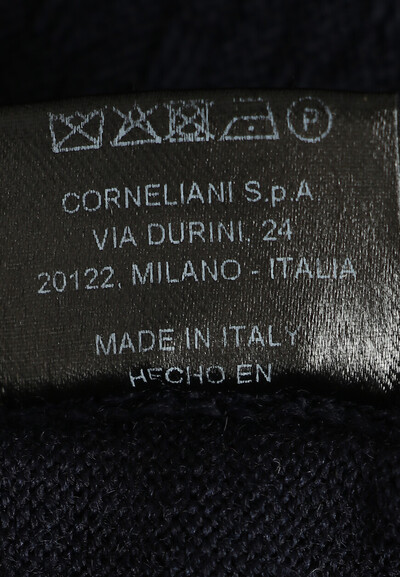 P
CORNELIANI S.p.A
VIA DURINI, 24
20122, MILANO - ITALIA
MADE IN ITALY
HECHO EN